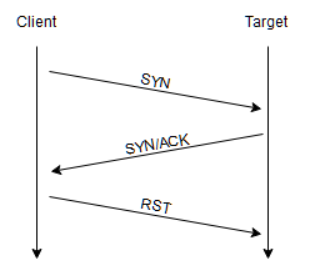 Client Target
SYN
SYN/ACK
RST